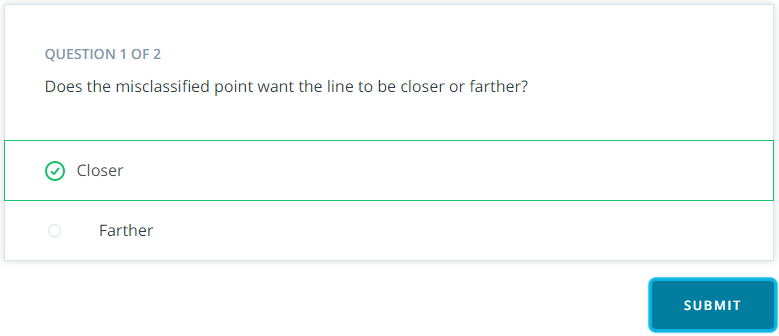 QUESTION 1 OF 2
Does the misclassified point want the line to be closer or farther?
Closer
Farther
SUBMIT